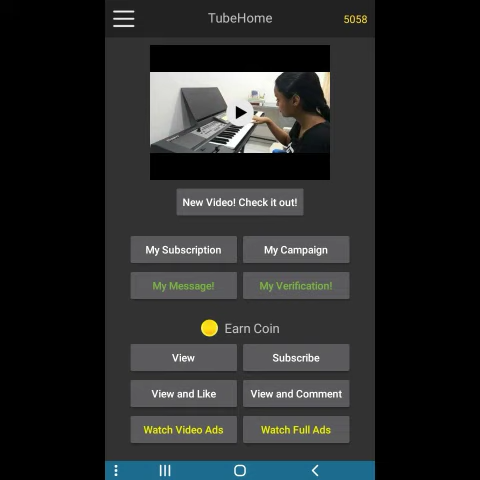 TubeHome
5058
New Video! Check it out!
My Subscription
My Campaign
My Message!
My Verification!
Earn Coin
View
Subscribe
View and Like
View and Comment
Watch Video Ads
Watch Full Ads